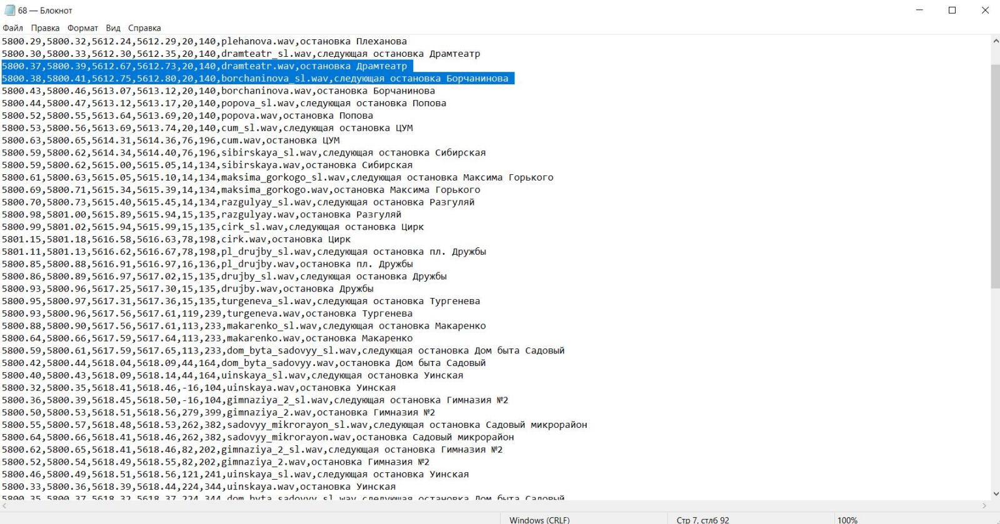 68 — Блокнот
Файл Правка Формат Вид Справка
5800.29,5800.32,5612.24,5612.29,20,140,plehanova.wav,остановка Плеханова
5800.30,5800.33,5612.30,5612.35,20,140,dramteatr_sl.wav,следующая остановка Драмтеатр
5800.37,5800.39,5612.67,5612.73,20,140,dramteatr.wav,остановка Драмтеатр
5800.38,5800.41,5612.75,5612.80,20,140,borchaninova_sl.wav,следующая остановка Борчанинова
5800.43,5800.46,5613.07,5613.12,20,140,borchaninova.wav,остановка Борчанинова
5800.44,5800.47,5613.12,5613.17,20,140,popova_sl.wav,следующая остановка Попова
5800.52,5800.55,5613.64,5613.69,20,140,popova.wav,остановка Попова
5800.53,5800.56,5613.69,5613.74,20,140,cum_sl.wav,следующая остановка ЦУМ
5800.63,5800.65,5614.31,5614.36,76,196,cum.wav,остановка ЦУМ
5800.59,5800.62,5614.34,5614.40,76,196,sibirskaya_sl.wav,следующая остановка Сибирская
5800.59,5800.62,5615.00,5615.05,14,134,sibirskaya.wav,остановка Сибирская
5800.61,5800.63,5615.05,5615.10,14,134,maksima_gorkogo_sl.wav,следующая остановка Максима Горького
5800.69,5800.71,5615.34,5615.39,14,134,maksima_gorkogo.wav,остановка Максима Горького
5800.70,5800.73,5615.40,5615.45,14,134,razgulyay_sl.wav,следующая остановка Разгуляй
5800.98,5801.00,5615.89,5615.94,15,135,razgulyay.wav,остановка Разгуляй
5800.99,5801.02,5615.94,5615.99,15,135,cirk_sl.wav,следующая остановка Цирк
5801.15,5801.18,5616.58,5616.63,78,198,cirk.wav,остановка Цирк
5801.11,5801.13,5616.62,5616.67,78,198,pl_drujby_sl.wav,следующая остановка пл. Дружбы
5800.85,5800.88,5616.91,5616.97,16,136,pl_drujby.wav,остановка пл. Дружбы
5800.86,5800.89,5616.97,5617.02,15,135,drujby_sl.wav,следующая остановка Дружбы
5800.93,5800.96,5617.25,5617.30,15,135,drujby.wav,остановка Дружбы
5800.95,5800.97,5617.31,5617.36,15,135,turgeneva_sl.wav,следующая остановка Тургенева
5800.93,5800.96,5617.56,5617.61,119,239,turgeneva.wav,остановка Тургенева
5800.88,5800.90,5617.56,5617.61,113,233,makarenko_sl.wav,следующая остановка Макаренко
5800.64,5800.66,5617.59,5617.64,113,233,makarenko.wav,остановка Макаренко
5800.59,5800.61,5617.59,5617.65,113,233,dom_byta_sadovyy_sl.wav,следующая остановка Дом быта Садовый
5800.42,5800.44,5618.04,5618.09,44,164,dom_byta_sadovyy.wav,остановка Дом быта Садовый
5800.40,5800.43,5618.09,5618.14,44,164,uinskaya_sl.wav,следующая остановка Уинская
5800.32,5800.35,5618.41,5618.46,-16,104,uinskaya.wav,остановка Уинская
5800.36,5800.39,5618.45,5618.50,-16,104,gimnaziya_2_sl.wav,следующая остановка Гимназия №2
5800.50,5800.53,5618.51,5618.56,279,399,gimnaziya_2.wav,остановка Гимназия №2
5800.55,5800.57,5618.48,5618.53,262,382,sadovyy_mikrorayon_sl.wav,следующая остановка Садовый микрорайон
5800.64,5800.66,5618.41,5618.46,262,382,sadovyy_mikrorayon.wav,остановка Садовый микрорайон
5800.62,5800.65,5618.41,5618.46,82,202,gimnaziya_2_sl.wav,следующая остановка Гимназия №2
5800.52,5800.54,5618.49,5618.55,82,202,gimnaziya_2.wav,остановка Гимназия №2
5800.46,5800.49,5618.51,5618.56,121,241,uinskaya_sl.wav,следующая остановка Уинская
5800.33,5800.36,5618.39,5618.44,224,344,uinskaya.wav,остановка Уинская
5800.35,5800.37,5618.32,5618.37,224,344,dom_byta_sadovyy_sl.wav,следующая остановка Дом быта Садовый
Windows (CRLF) Стр 7, стлб 92 100%